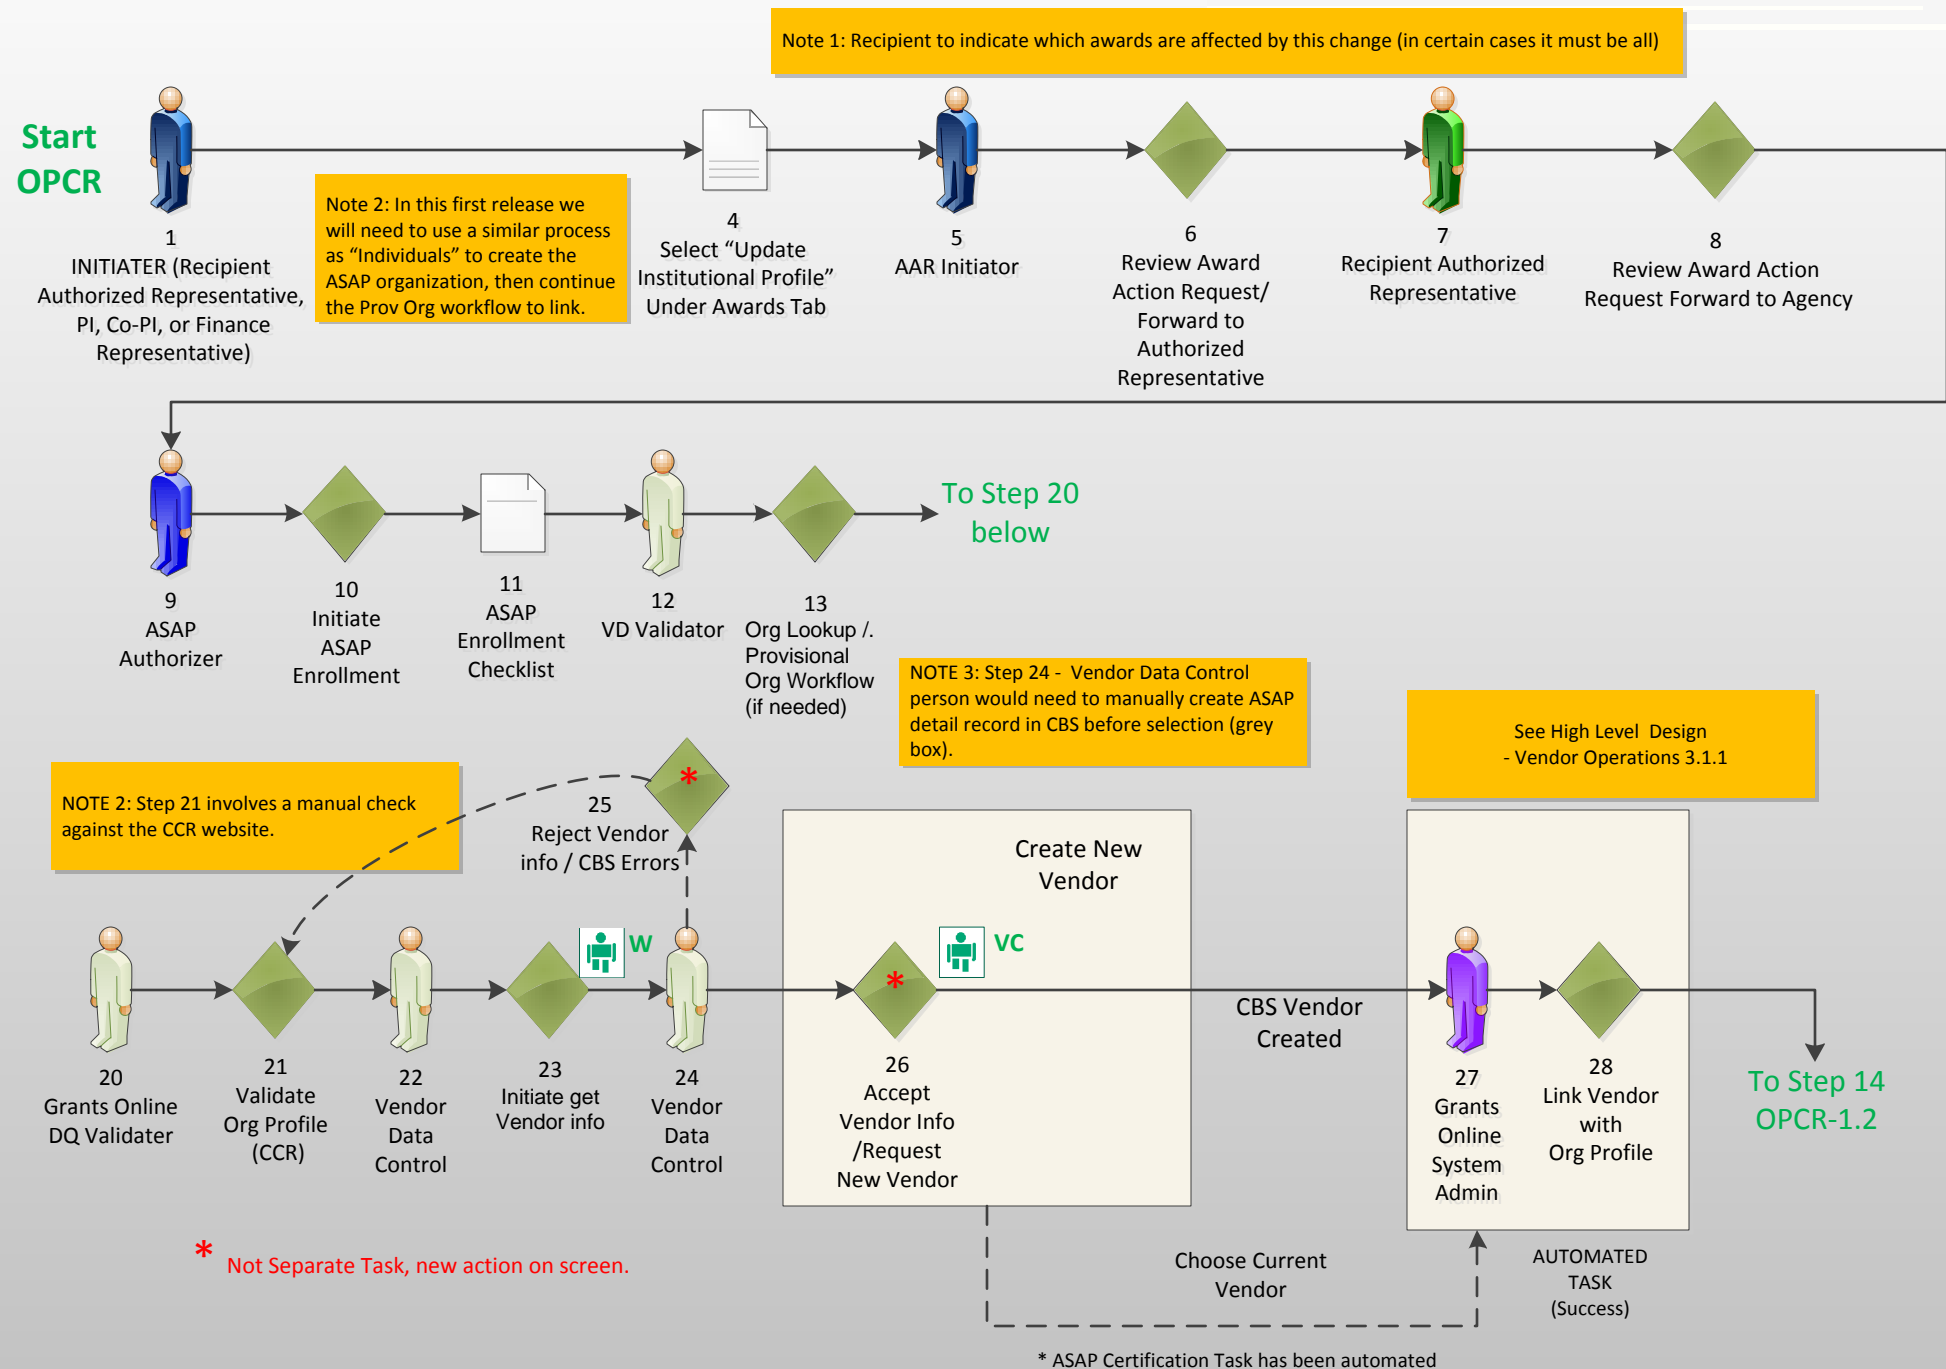 Note 1: Recipient to indicate which awards are affected by this change (in certain cases it must be all)
Start
OPCR
Note 2: In this first release we
will need to use a similar process
as “Individuals” to create the
ASAP organization, then continue
the Prov Org workflow to link.
1
INITIATER (Recipient
Authorized Representative,
PI, Co-PI, or Finance
Representative)
4
Select “Update
Institutional Profile”
Under Awards Tab
5
AAR Initiator
6
Review Award
Action Request/
Forward to
Authorized
Representative
7
Recipient Authorized
Representative
8
Review Award Action
Request Forward to Agency
9
ASAP
Authorizer
10
Initiate
ASAP
Enrollment
11
ASAP
Enrollment
Checklist
12
VD Validator
13
Org Lookup /.
Provisional
Org Workflow
(if needed)
To Step 20
below
NOTE 3: Step 24 - Vendor Data Control
person would need to manually create ASAP
detail record in CBS before selection (grey
box).
See High Level Design
- Vendor Operations 3.1.1
NOTE 2: Step 21 involves a manual check
against the CCR website.
*
25
Reject Vendor
info / CBS Errors
Create New
Vendor
W
*
VC
20
Grants Online
DQ Validater
21
Validate
Org Profile
(CCR)
22
Vendor
Data
Control
23
Initiate get
Vendor info
24
Vendor
Data
Control
26
Accept
Vendor Info
/Request
New Vendor
CBS Vendor
Created
27
Grants
Online
System
Admin
28
Link Vendor
with
Org Profile
To Step 14
OPCR-1.2
* Not Separate Task, new action on screen.
Choose Current
Vendor
AUTOMATED
TASK
(Success)
* ASAP Certification Task has been automated